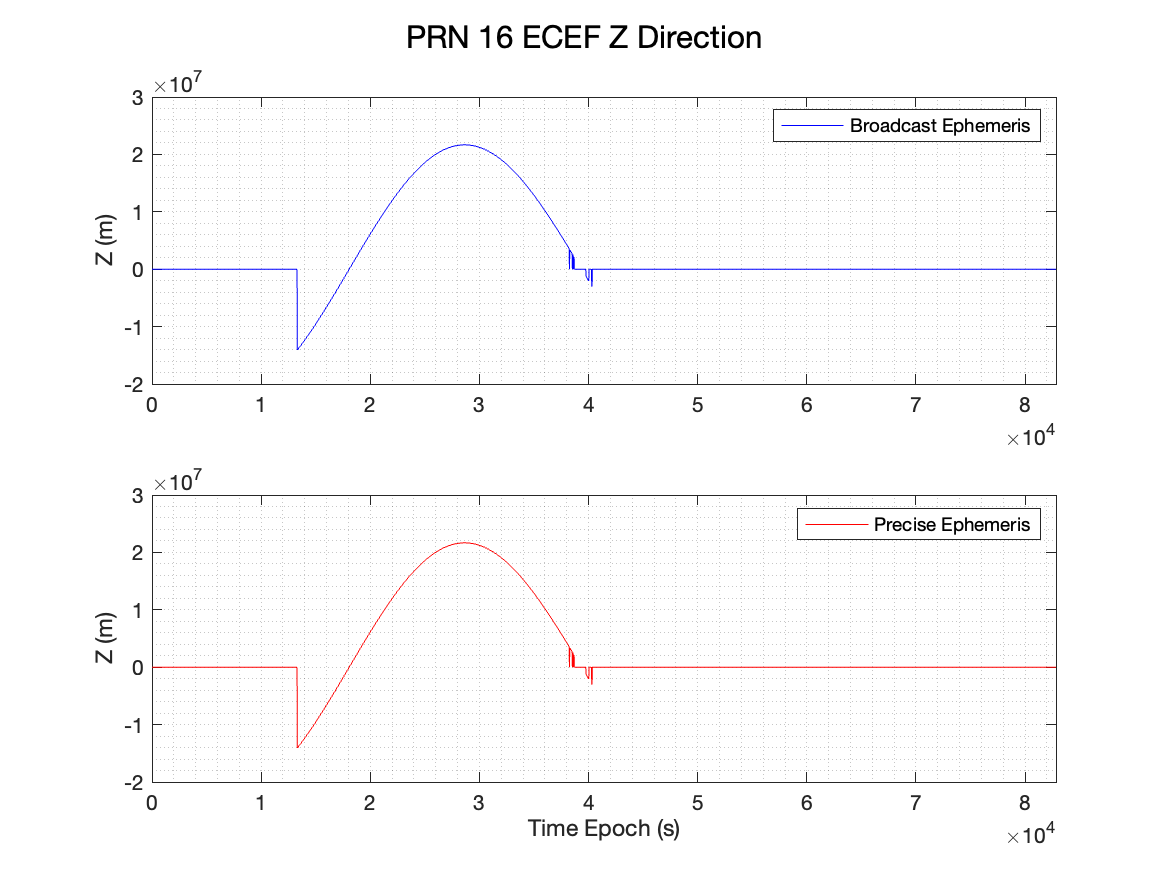 PRN 16 ECEF Z Direction
×10^7
3
2
1
0
-1
-2
Z (m)
Broadcast Ephemeris
0 1 2 3 4 5 6 7 8
×10^4
×10^7
3
2
1
0
-1
-2
Z (m)
Precise Ephemeris
0 1 2 3 4 5 6 7 8
Time Epoch (s)
×10^4